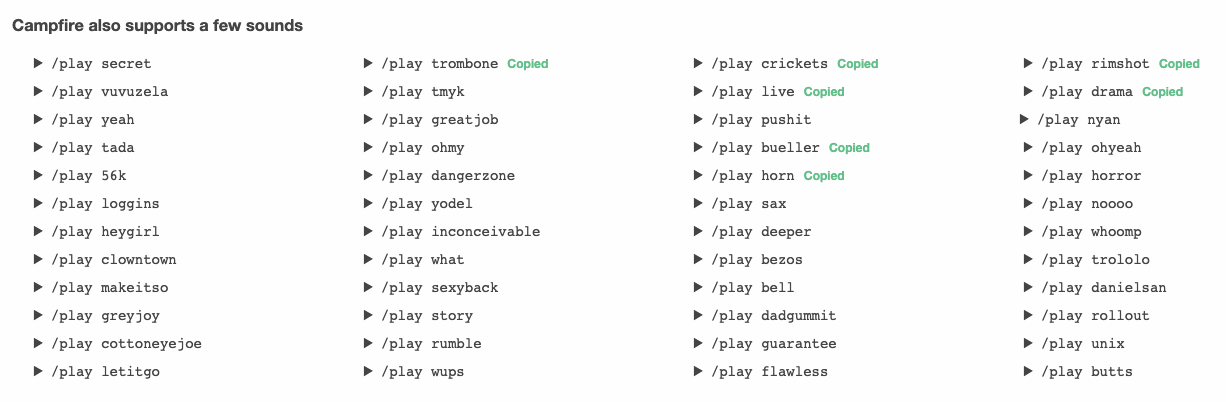 Campfire also supports a few sounds
/play secret /play trombone Copied /play crickets Copied /play rimshot Copied
/play vuvuzela /play tmyk /play live Copied /play drama Copied
/play yeah /play greatjob /play pushit /play nyan
/play tada /play ohmy /play bueller Copied /play ohyeah
/play 56k /play dangerzone /play horn Copied /play horror
/play loggins /play yodel /play sax /play noooo
/play heygirl /play inconceivable /play deeper /play whoomp
/play clowntown /play what /play bezos /play trololo
/play makeitso /play sexyback /play bell /play danielsan
/play greyjoy /play story /play dadgummit /play rollout
/play cottoneyejoe /play rumble /play guarantee /play unix
/play letitgo /play wups /play flawless /play butts